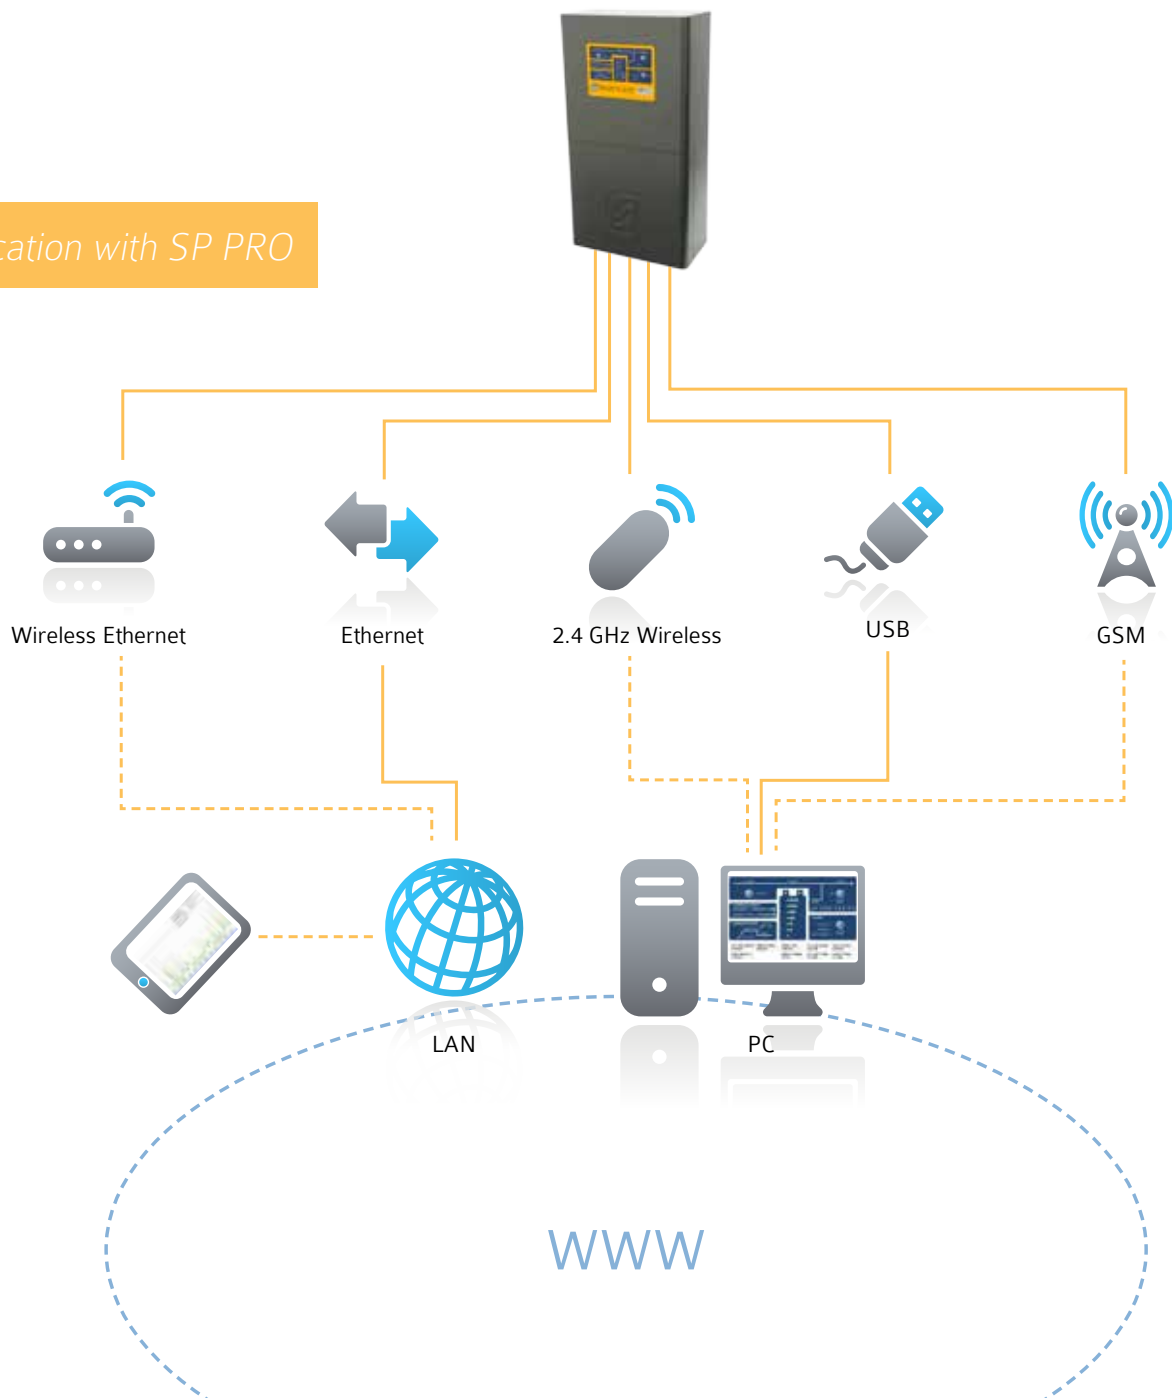 cation with SP PRO
Wireless Ethernet
Ethernet
2.4 GHz Wireless
USB
GSM
LAN
PC
WWW